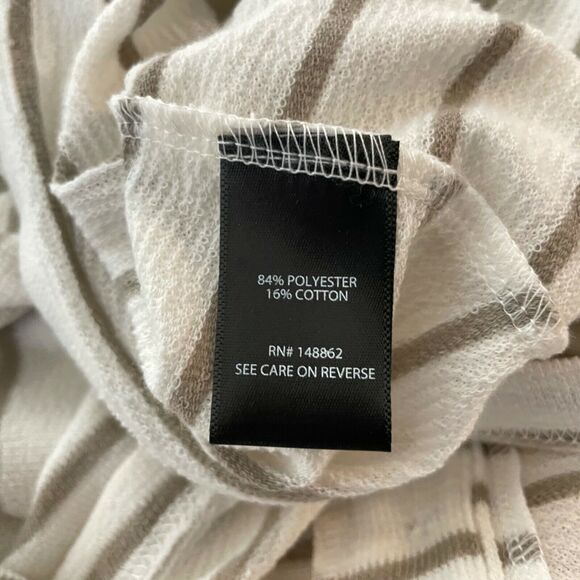 84% POLYESTER
16% COTTON
RN# 148862
SEE CARE ON REVERSE